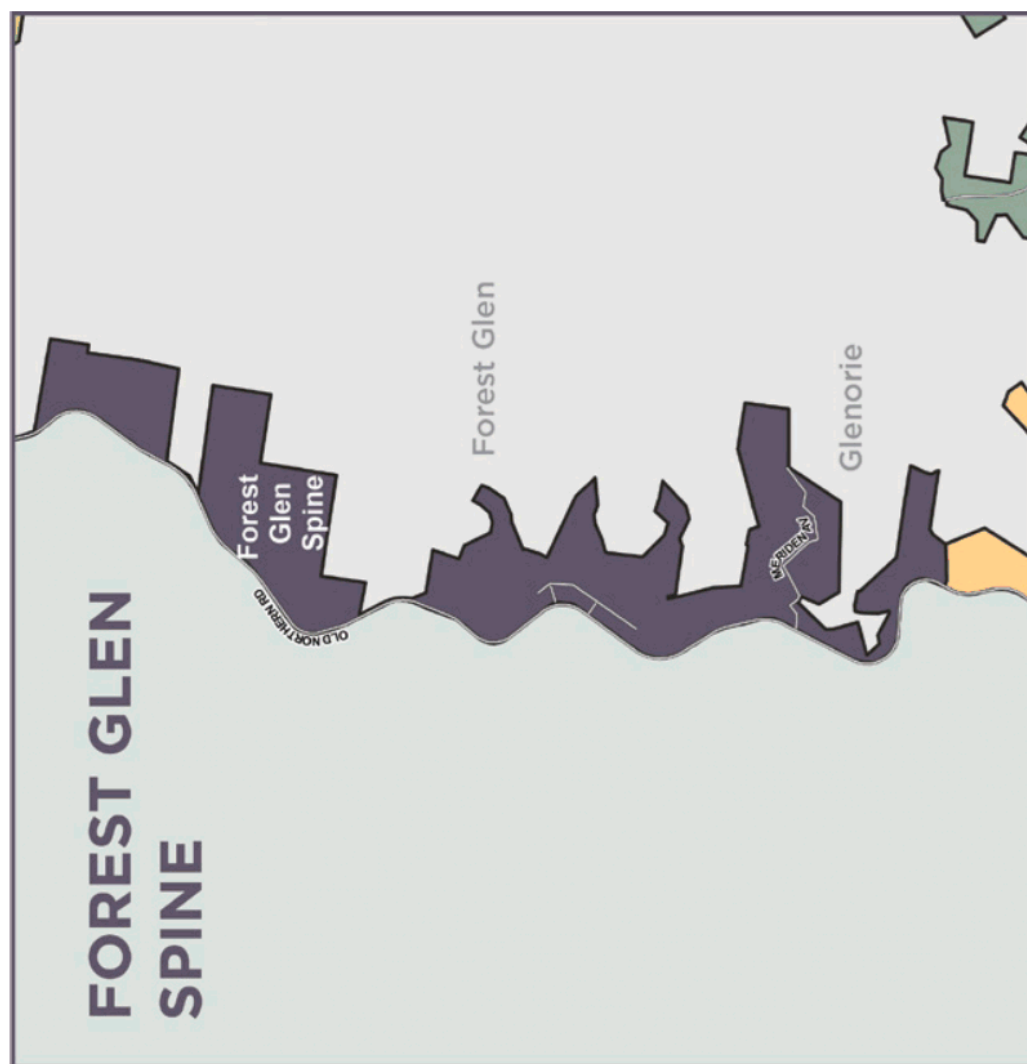 FOREST GLEN
SPINE
Forest
Glen
Spine
OLD NORTHERN RD
Forest Glen
MERIDEN AV
Glenorie